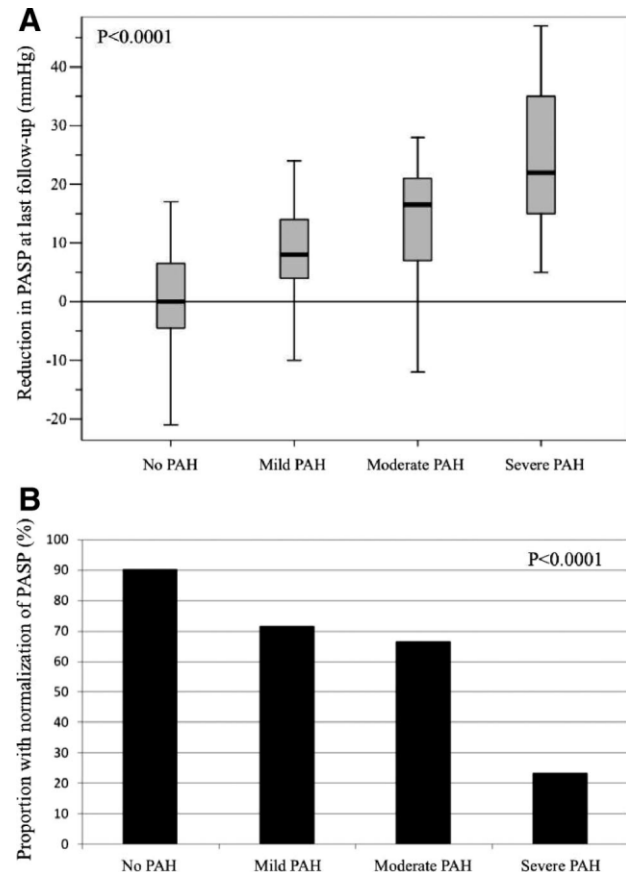 A
P<0.0001
Reduction in PASP at last follow-up (mmHg)
40
30
20
10
0
-10
-20
No PAH Mild PAH Moderate PAH Severe PAH
B
P<0.0001
Proportion with normalization of PASP (%)
100
90
80
70
60
50
40
30
20
10
0
No PAH Mild PAH Moderate PAH Severe PAH